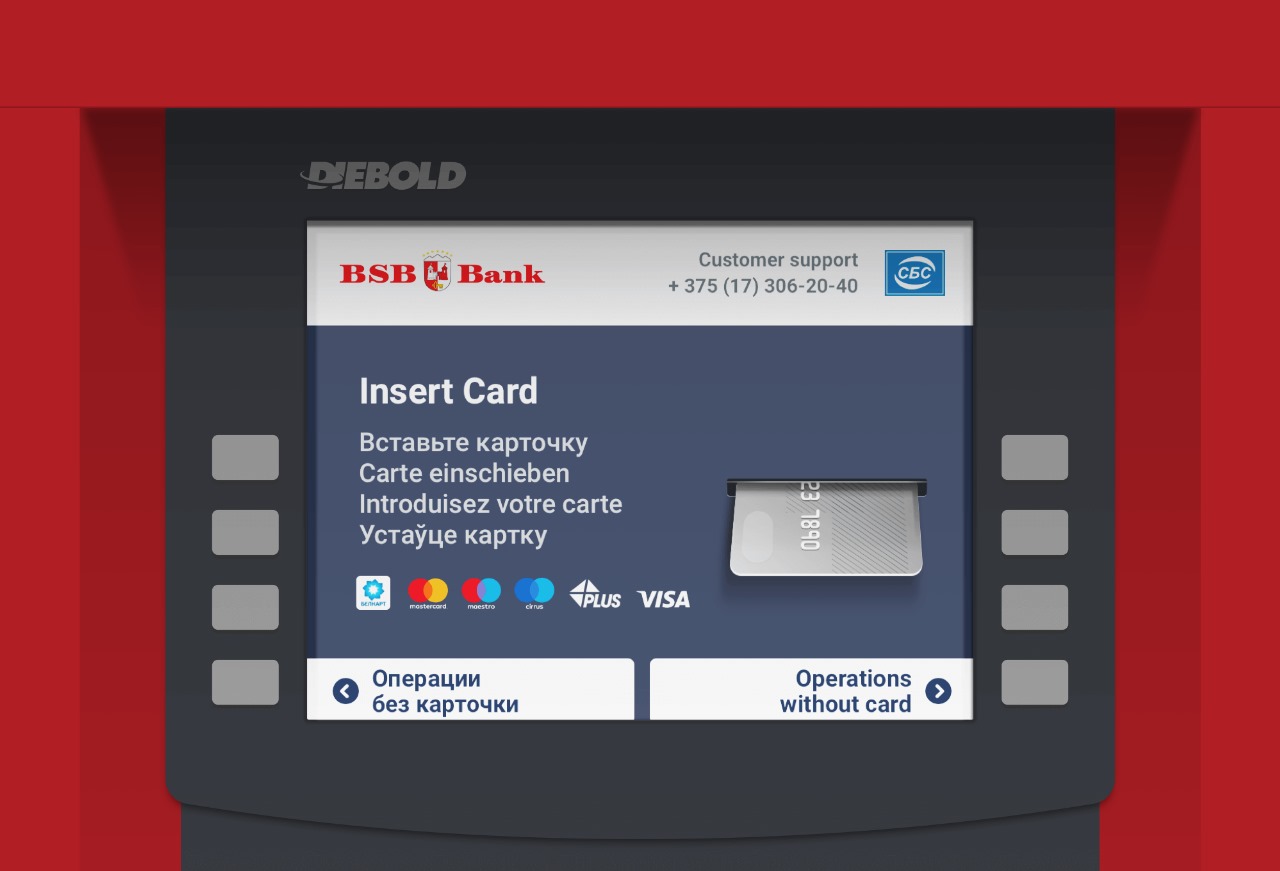 DIEBOLD
BSB Bank
Customer support
+ 375 (17) 306-20-40
СБС
Insert Card
Вставьте карточку
Carte einschieben
Introduisez votre carte
Устаўце картку
БЕЛКАРТ
mastercard
maestro
cirrus
PLUS
VISA
23 7890
Операции
без карточки
Operations
without card